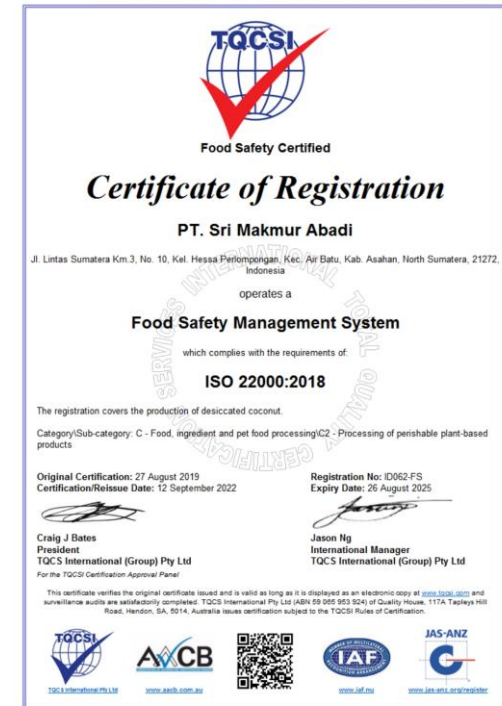 TQCSI
Food Safety Certified
Certificate of Registration
PT. Sri Makmur Abadi
Jl. Lintas Sumatera Km.3, No. 10, Kel. Hessa Perlompongan, Kec. Air Batu, Kab. Asahan, North Sumatera, 21272,
Indonesia
operates a
Food Safety Management System
which complies with the requirements of:
ISO 22000:2018
The registration covers the production of desiccated coconut.
Category\Sub-category: C - Food, ingredient and pet food processing\C2 - Processing of perishable plant-based
products
Original Certification: 27 August 2019
Certification/Reissue Date: 12 September 2022
Registration No: ID062-FS
Expiry Date: 26 August 2025
Craig J Bates
President
TQCS International (Group) Pty Ltd
For the TQCSI Certification Approval Panel
Jason Ng
International Manager
TQCS International (Group) Pty Ltd
This certificate verifies the original certificate issued and is valid as long as it is displayed as an electronic copy at www.tqcsi.com and
surveillance audits are satisfactorily completed. TQCS International Pty Ltd (ABN 59 065 953 924) of Quality House, 117A Tapleys Hill
Road, Hendon, SA, 5014, Australia issues certification subject to the TQCSI Rules of Certification.
TQCSI
TQCS International Pty Ltd
AACB
www.aacb.com.au
IAF
www.iaf.nu
JAS-ANZ
www.jas-anz.org/register
TOTAL QUALITY CERTIFICATION SERVICES INTERNATIONAL